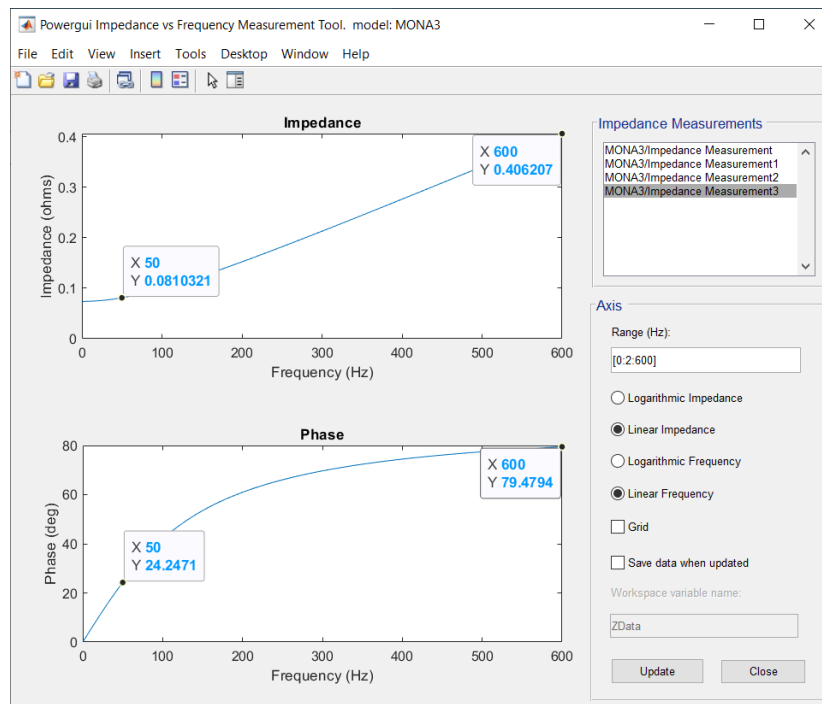 Powergui Impedance vs Frequency Measurement Tool. model: MONA3
File Edit View Insert Tools Desktop Window Help
Impedance
Impedance (ohms)
0.4
0.3
0.2
0.1
0
X 50
Y 0.0810321
X 600
Y 0.406207
0 100 200 300 400 500 600
Frequency (Hz)
Phase
Phase (deg)
80
60
40
20
0
X 50
Y 24.2471
X 600
Y 79.4794
0 100 200 300 400 500 600
Frequency (Hz)
Impedance Measurements
MONA3/Impedance Measurement
MONA3/Impedance Measurement1
MONA3/Impedance Measurement2
MONA3/Impedance Measurement3
Axis
Range (Hz):
[0:2:600]
Logarithmic Impedance
Linear Impedance
Logarithmic Frequency
Linear Frequency
Grid
Save data when updated
Workspace variable name:
ZData
Update Close